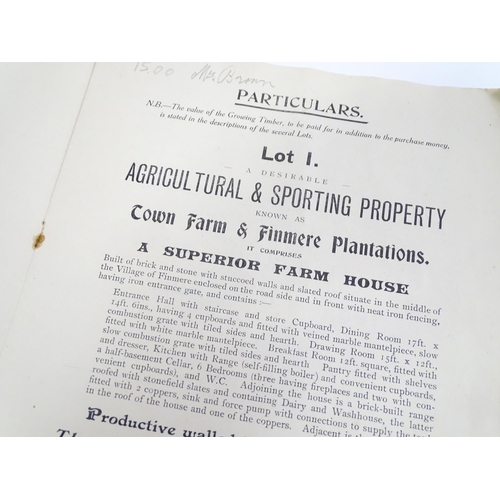 1500 Mr. Brown
PARTICULARS.
N.B.—The value of the Growing Timber, to be paid for in addition to the purchase money,
is stated in the descriptions of the several Lots.
Lot 1.
— A DESIRABLE —
AGRICULTURAL & SPORTING PROPERTY
KNOWN AS
Town Farm & Finmere Plantations.
IT COMPRISES
A SUPERIOR FARM HOUSE
Built of brick and stone with stuccoed walls and slated roof situate in the middle of
the Village of Finmere enclosed on the road side and in front with neat iron fencing,
having iron entrance gate, and contains :—
Entrance Hall with staircase and store Cupboard, Dining Room 17ft. x
14ft. 6ins., having 4 cupboards and fitted with veined marble mantelpiece, slow
combustion grate with tiled sides and hearth. Drawing Room 15ft. x 12ft.,
fitted with white marble mantelpiece. Breakfast Room 12ft. square, fitted with
slow combustion grate with tiled sides and hearth. Pantry fitted with shelves
and dresser, Kitchen with Range (self-filling boiler) and convenient cupboards,
a half-basement Cellar, 6 Bedrooms (three having fireplaces and two with con-
venient cupboards), and W.C. Adjoining the House is a brick-built range
roofed with stonefield slates and containing Dairy and Washhouse, the latter
fitted with 2 coppers, sink and force pump with connections to supply the
in the roof of the house and one of the coppers. Adjacent is the
Productive